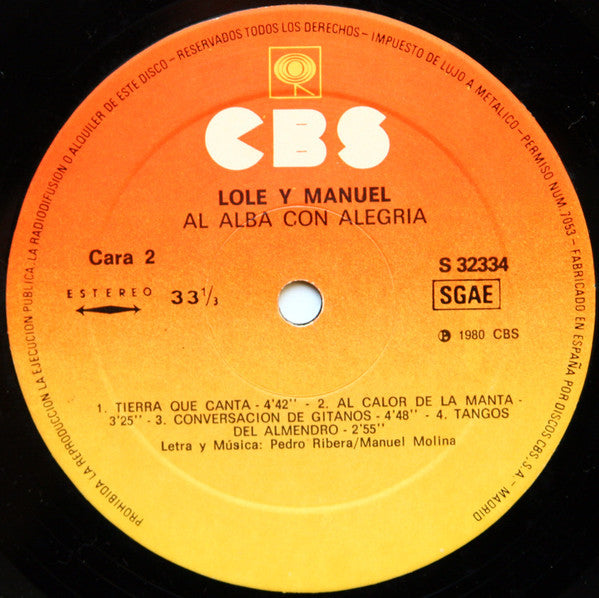 PROHIBIDA LA REPRODUCCION, LA EJECUCION PUBLICA, LA RADIODIFUSION O ALQUILER DE ESTE DISCO - RESERVADOS TODOS LOS DERECHOS - IMPUESTO DE LUJO A METALICO - PERMISO NUM. 7053 - FABRICADO EN ESPAÑA POR DISCOS CBS, S.A. - MADRID
CBS
LOLE Y MANUEL
AL ALBA CON ALEGRIA
Cara 2
S 32334
ESTEREO 33 1/3
SGAE
℗ 1980 CBS
1. TIERRA QUE CANTA - 4'42'' - 2. AL CALOR DE LA MANTA -
3'25'' - 3. CONVERSACION DE GITANOS - 4'48'' - 4. TANGOS
DEL ALMENDRO - 2'55''
Letra y Música: Pedro Ribera/Manuel Molina